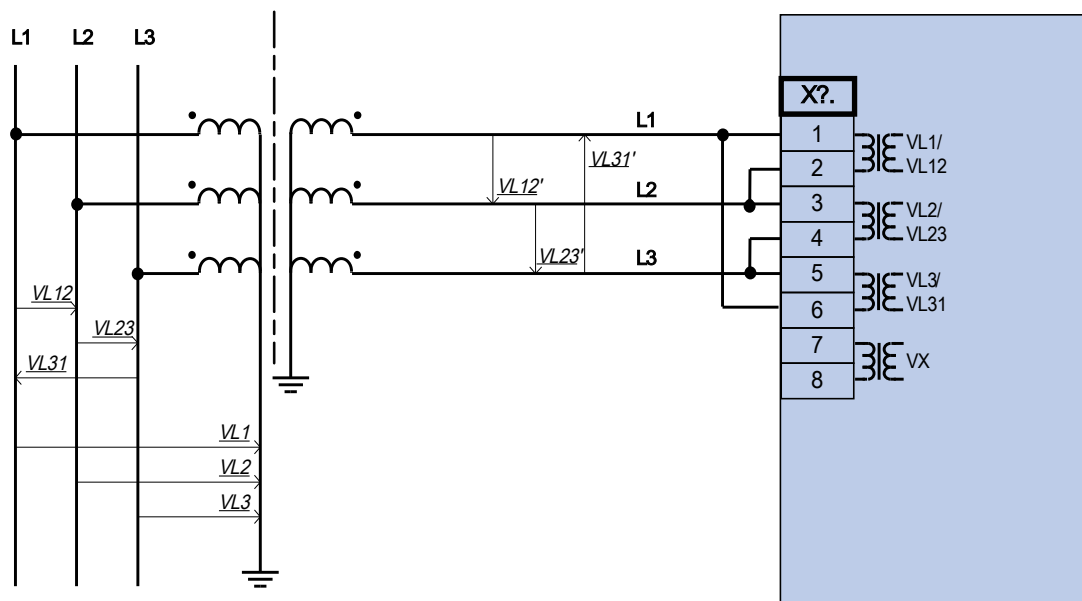 L1 L2 L3
X?.
L1
1
VL1/
VL31'
2
VL12
VL12'
L2
3
VL2/
VL23
4
VL23'
L3
5
VL3/
VL31
6
VL12
VL23
7
VX
VL31
8
VL1
VL2
VL3